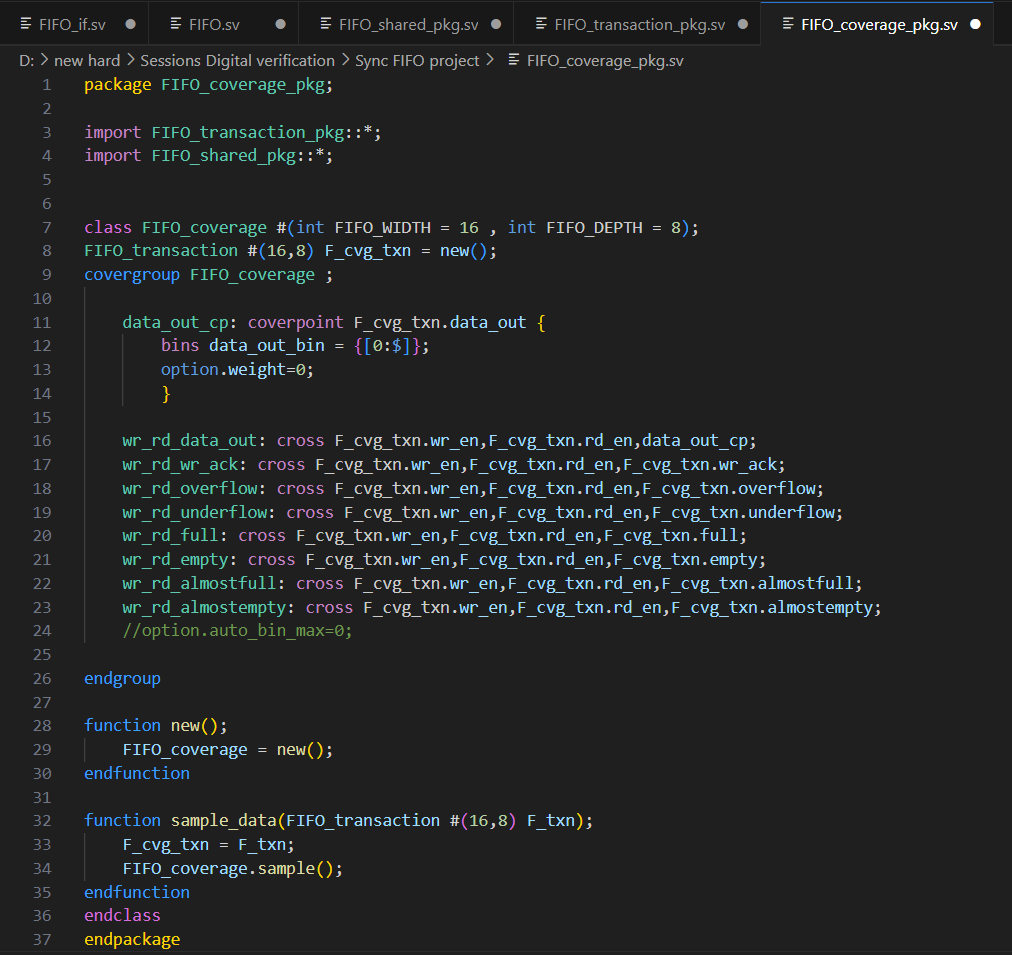 FIFO_if.sv FIFO.sv FIFO_shared_pkg.sv FIFO_transaction_pkg.sv FIFO_coverage_pkg.sv
D: > new hard > Sessions Digital verification > Sync FIFO project > FIFO_coverage_pkg.sv
1 package FIFO_coverage_pkg;
2
3 import FIFO_transaction_pkg::*;
4 import FIFO_shared_pkg::*;
5
6
7 class FIFO_coverage #(int FIFO_WIDTH = 16 , int FIFO_DEPTH = 8);
8 FIFO_transaction #(16,8) F_cvg_txn = new();
9 covergroup FIFO_coverage ;
10
11 data_out_cp: coverpoint F_cvg_txn.data_out {
12 bins data_out_bin = {[0:$]};
13 option.weight=0;
14 }
15
16 wr_rd_data_out: cross F_cvg_txn.wr_en,F_cvg_txn.rd_en,data_out_cp;
17 wr_rd_wr_ack: cross F_cvg_txn.wr_en,F_cvg_txn.rd_en,F_cvg_txn.wr_ack;
18 wr_rd_overflow: cross F_cvg_txn.wr_en,F_cvg_txn.rd_en,F_cvg_txn.overflow;
19 wr_rd_underflow: cross F_cvg_txn.wr_en,F_cvg_txn.rd_en,F_cvg_txn.underflow;
20 wr_rd_full: cross F_cvg_txn.wr_en,F_cvg_txn.rd_en,F_cvg_txn.full;
21 wr_rd_empty: cross F_cvg_txn.wr_en,F_cvg_txn.rd_en,F_cvg_txn.empty;
22 wr_rd_almostfull: cross F_cvg_txn.wr_en,F_cvg_txn.rd_en,F_cvg_txn.almostfull;
23 wr_rd_almostempty: cross F_cvg_txn.wr_en,F_cvg_txn.rd_en,F_cvg_txn.almostempty;
24 //option.auto_bin_max=0;
25
26 endgroup
27
28 function new();
29 FIFO_coverage = new();
30 endfunction
31
32 function sample_data(FIFO_transaction #(16,8) F_txn);
33 F_cvg_txn = F_txn;
34 FIFO_coverage.sample();
35 endfunction
36 endclass
37 endpackage